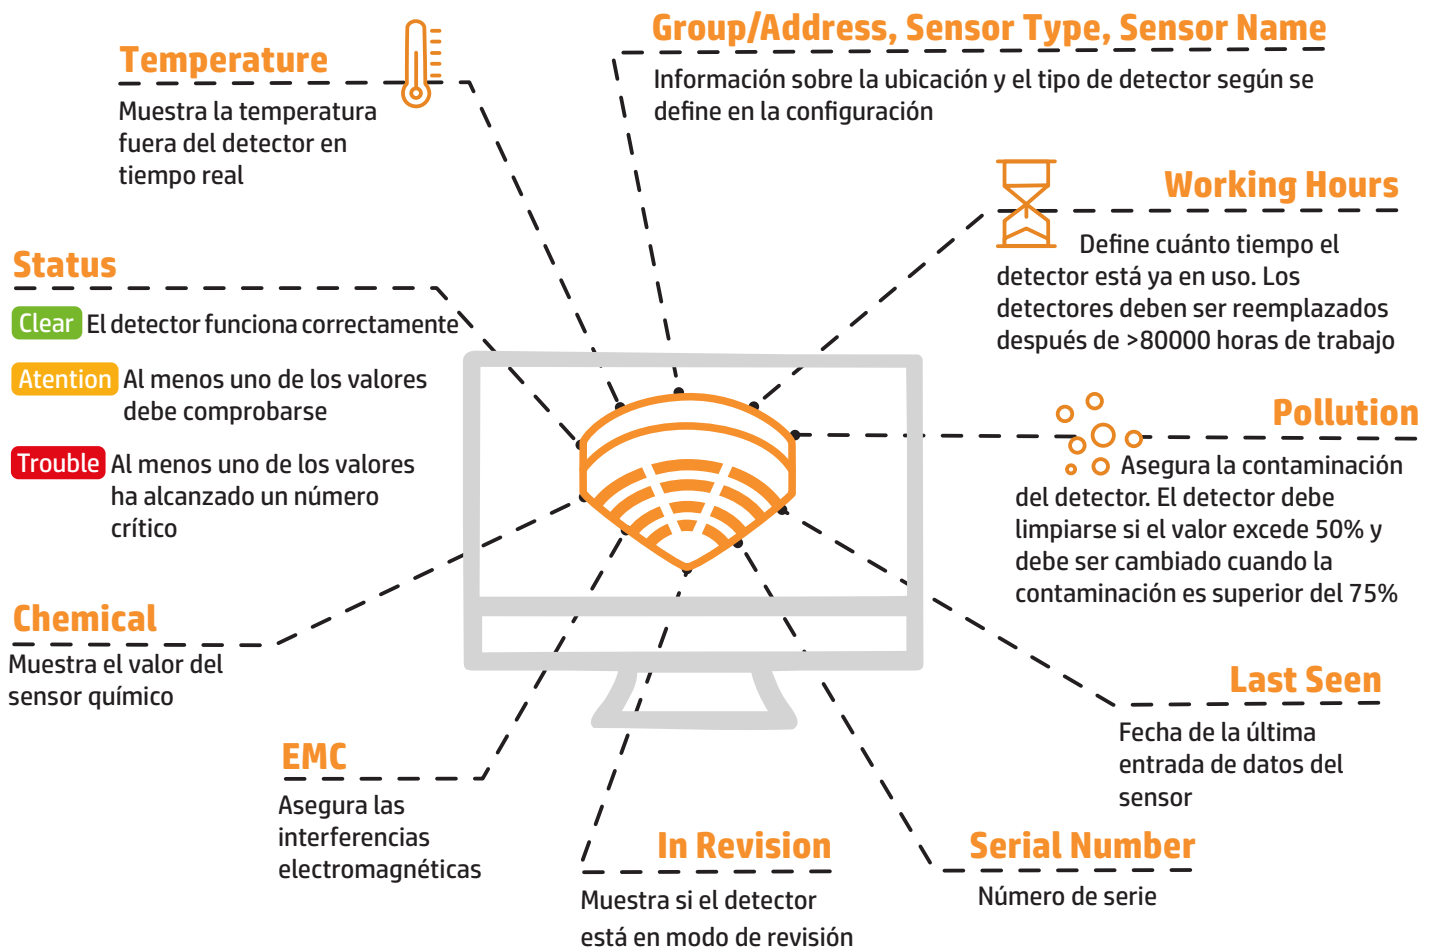 Temperature
Muestra la temperatura
fuera del detector en
tiempo real
Group/Address, Sensor Type, Sensor Name
Información sobre la ubicación y el tipo de detector según se
define en la configuración
Working Hours
Define cuánto tiempo el
detector está ya en uso. Los
detectores deben ser reemplazados
después de >80000 horas de trabajo
Status
Clear El detector funciona correctamente
Atention Al menos uno de los valores
debe comprobarse
Trouble Al menos uno de los valores
ha alcanzado un número
crítico
Pollution
Asegura la contaminación
del detector. El detector debe
limpiarse si el valor excede 50% y
debe ser cambiado cuando la
contaminación es superior del 75%
Chemical
Muestra el valor del
sensor químico
Last Seen
Fecha de la última
entrada de datos del
sensor
EMC
Asegura las
interferencias
electromagnéticas
In Revision
Muestra si el detector
está en modo de revisión
Serial Number
Número de serie